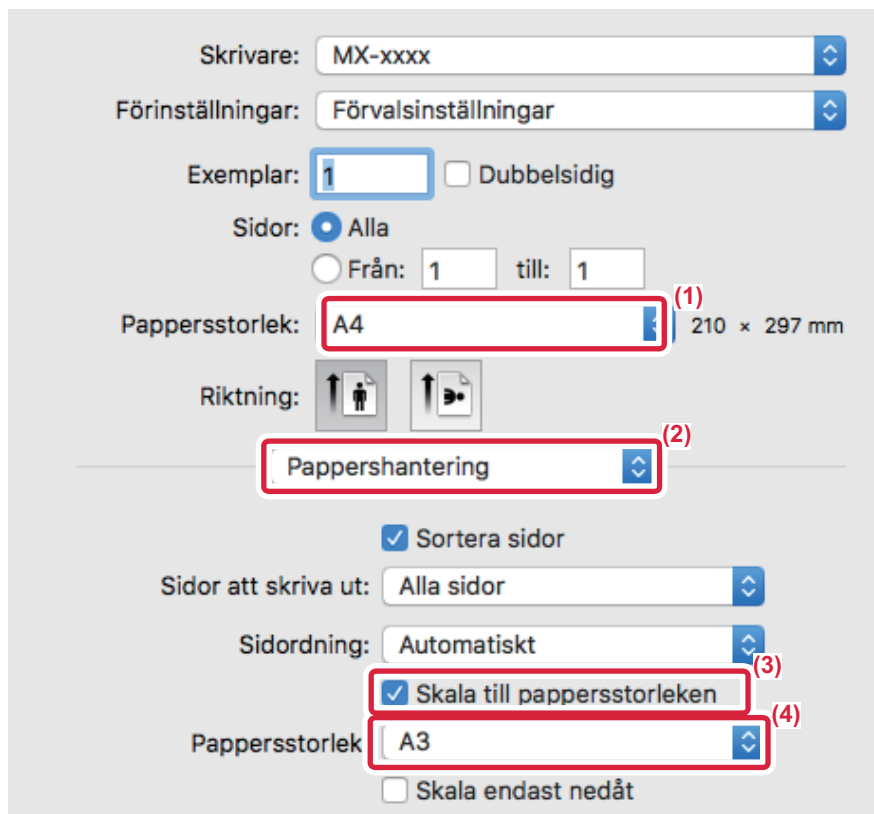 Skrivare: MX-xxxx
Förinställningar: Förvalsinställningar
Exemplar: 1 Dubbelsidig
Sidor: Alla
Från: 1 till: 1
(1)
Pappersstorlek: A4 210 × 297 mm
Riktning:
(2)
Pappershantering
Sortera sidor
Sidor att skriva ut: Alla sidor
Sidordning: Automatiskt
(3)
Skala till pappersstorleken
(4)
Pappersstorlek A3
Skala endast nedåt